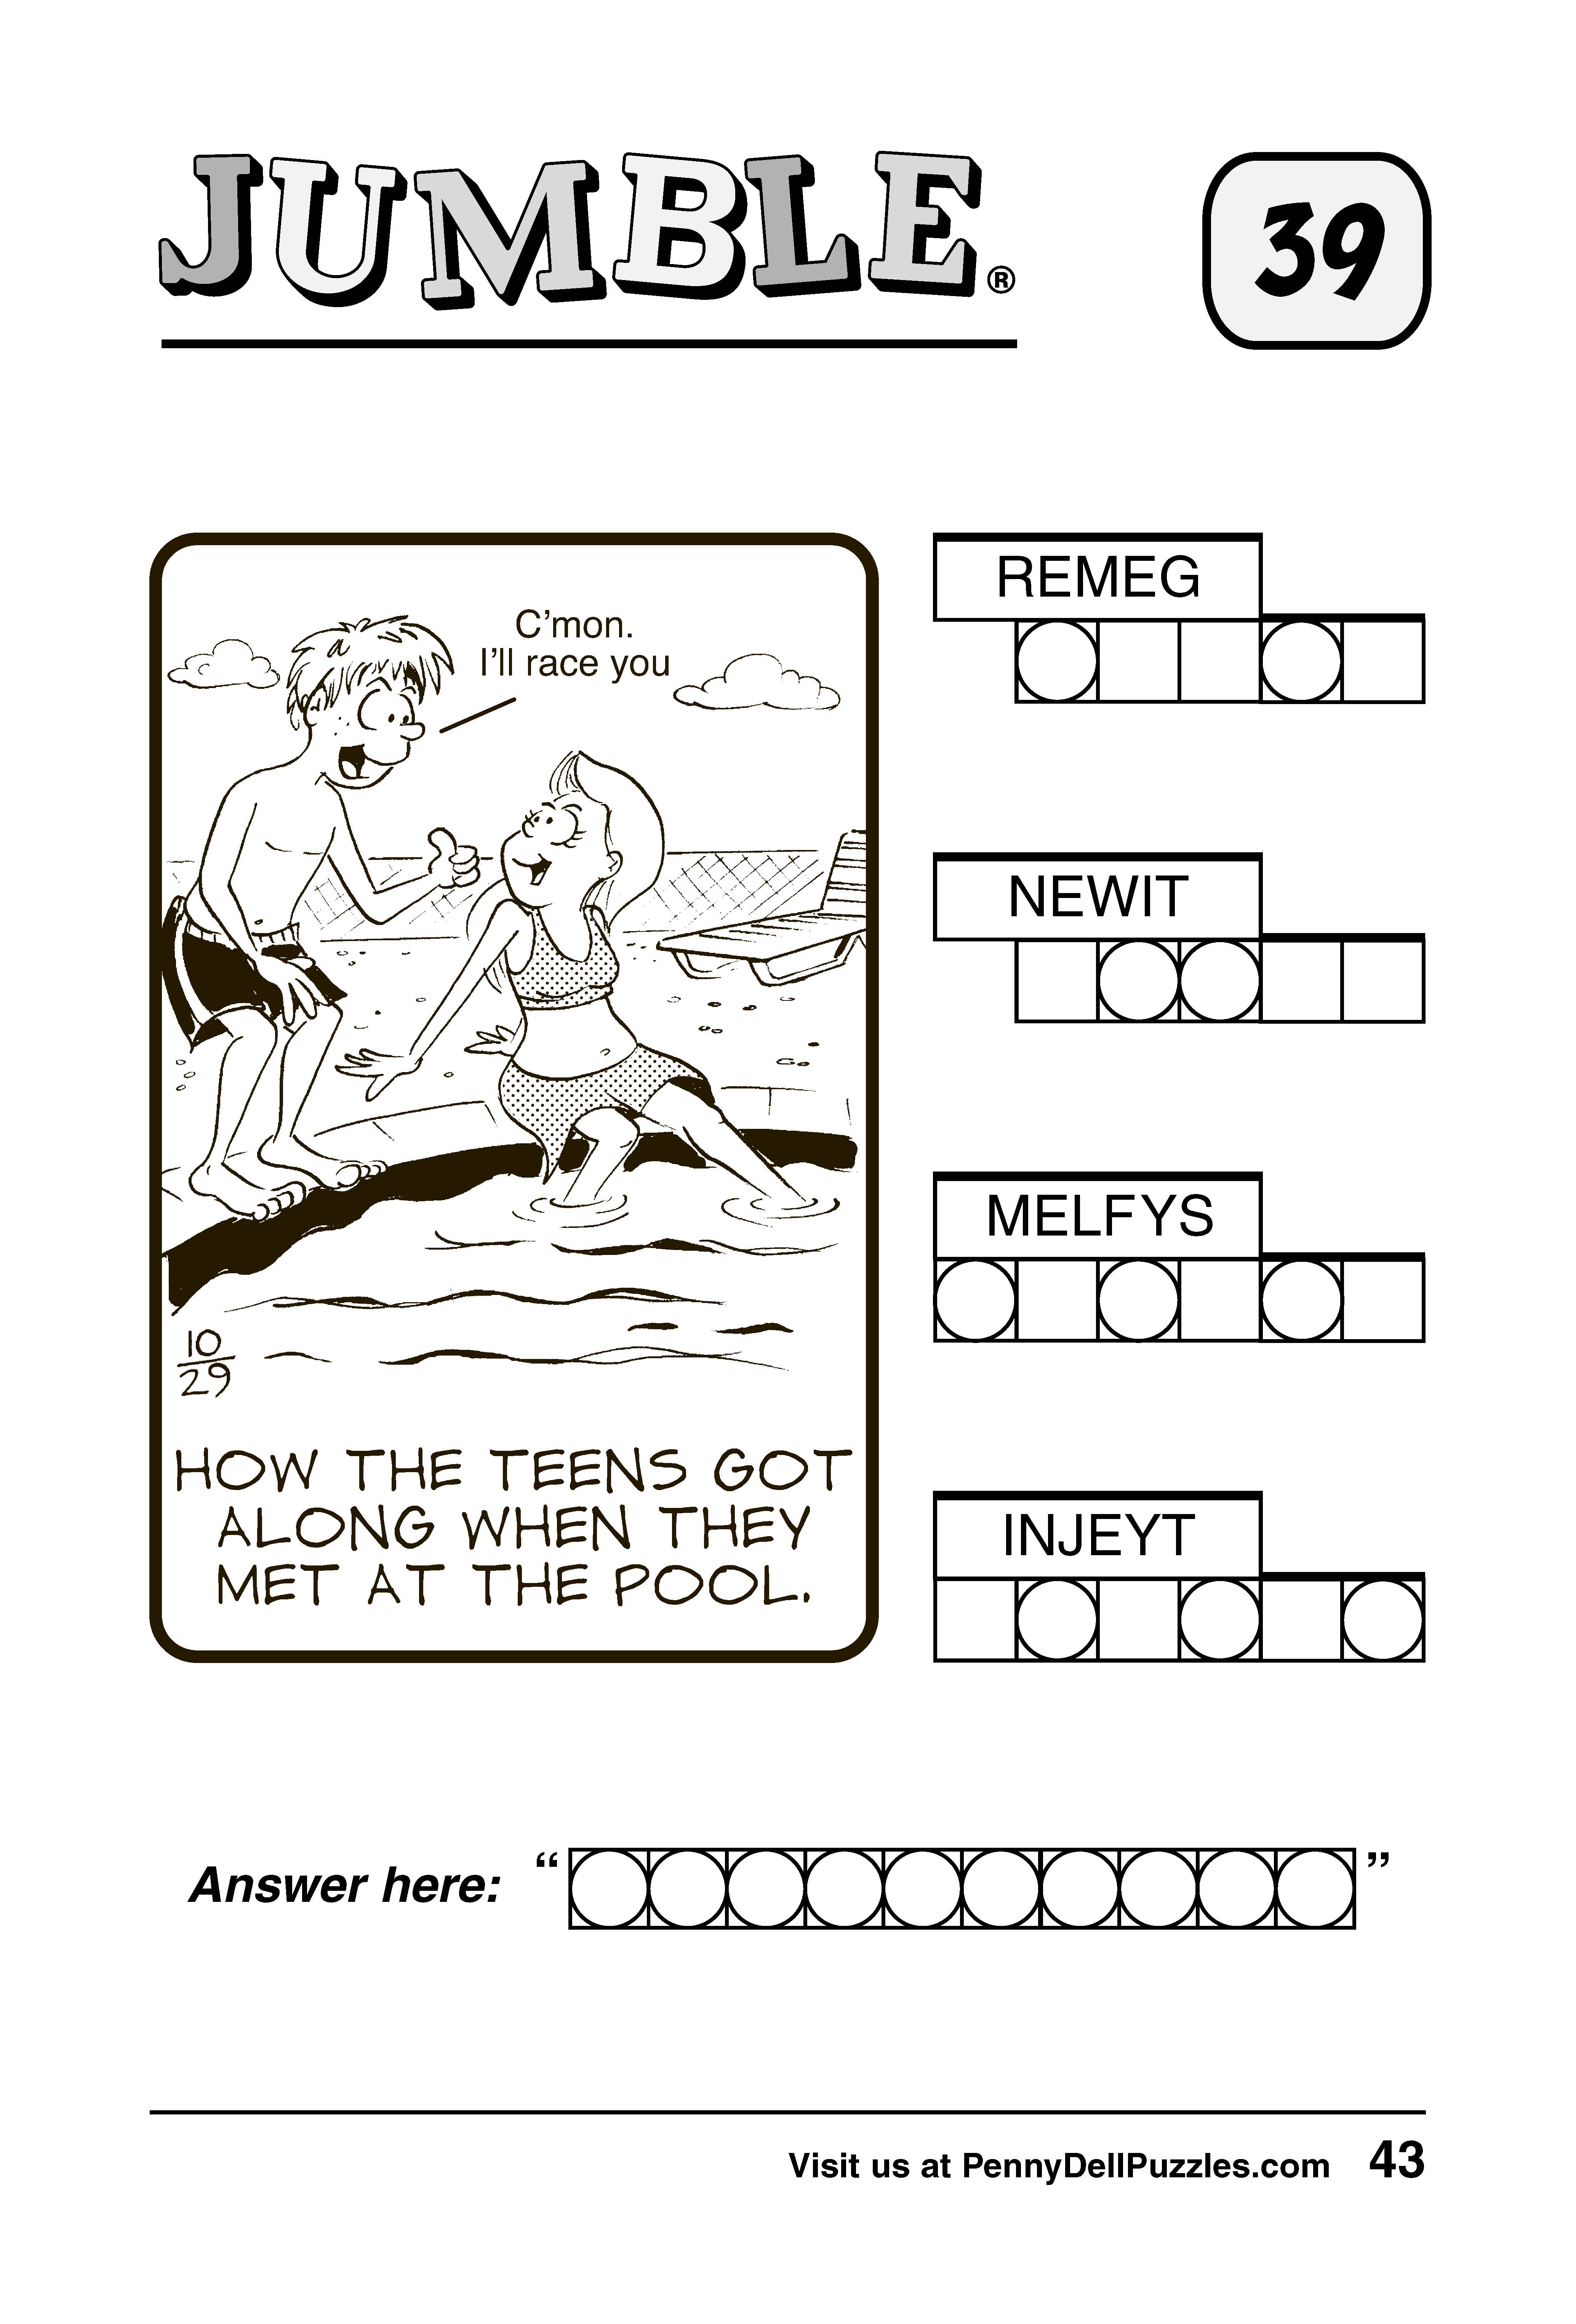 JUMBLE®
39
C’mon.
I’ll race you
10
29
HOW THE TEENS GOT
ALONG WHEN THEY
MET AT THE POOL.
REMEG
NEWIT
MELFYS
INJEYT
Answer here: “ ”
Visit us at PennyDellPuzzles.com 43